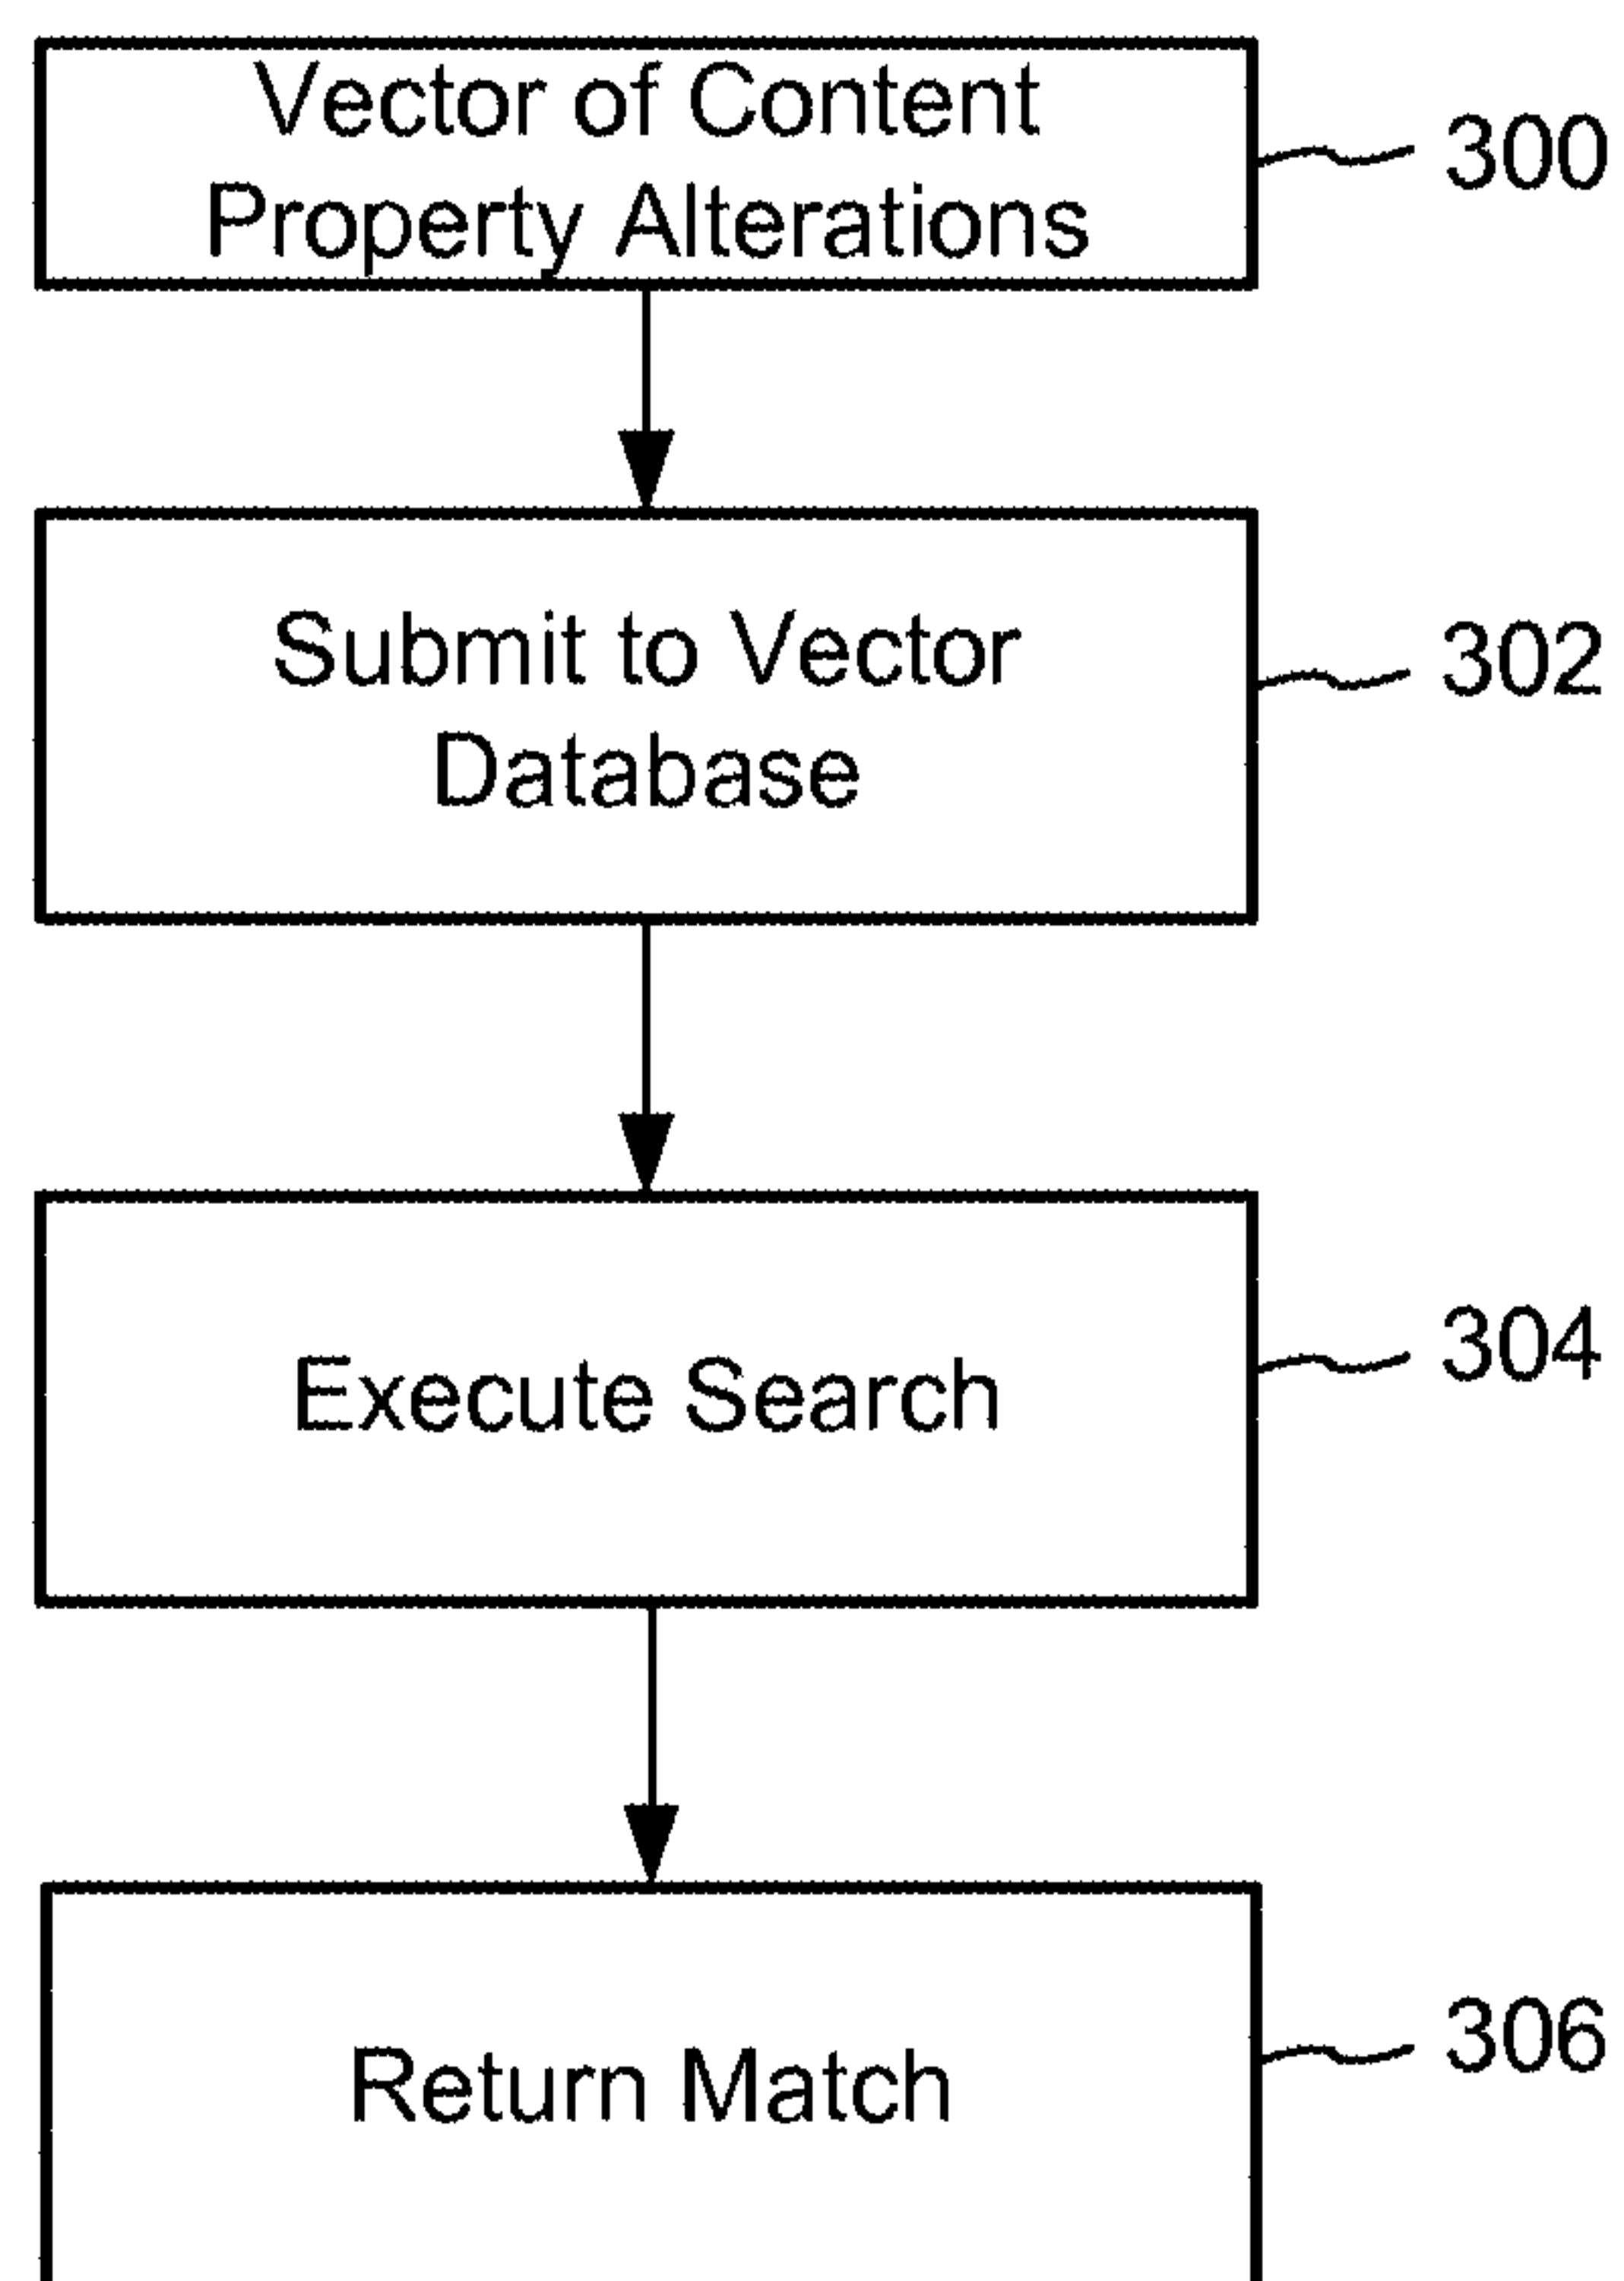 Vector of Content
Property Alterations
300
Submit to Vector
Database
302
Execute Search
304
Return Match
306